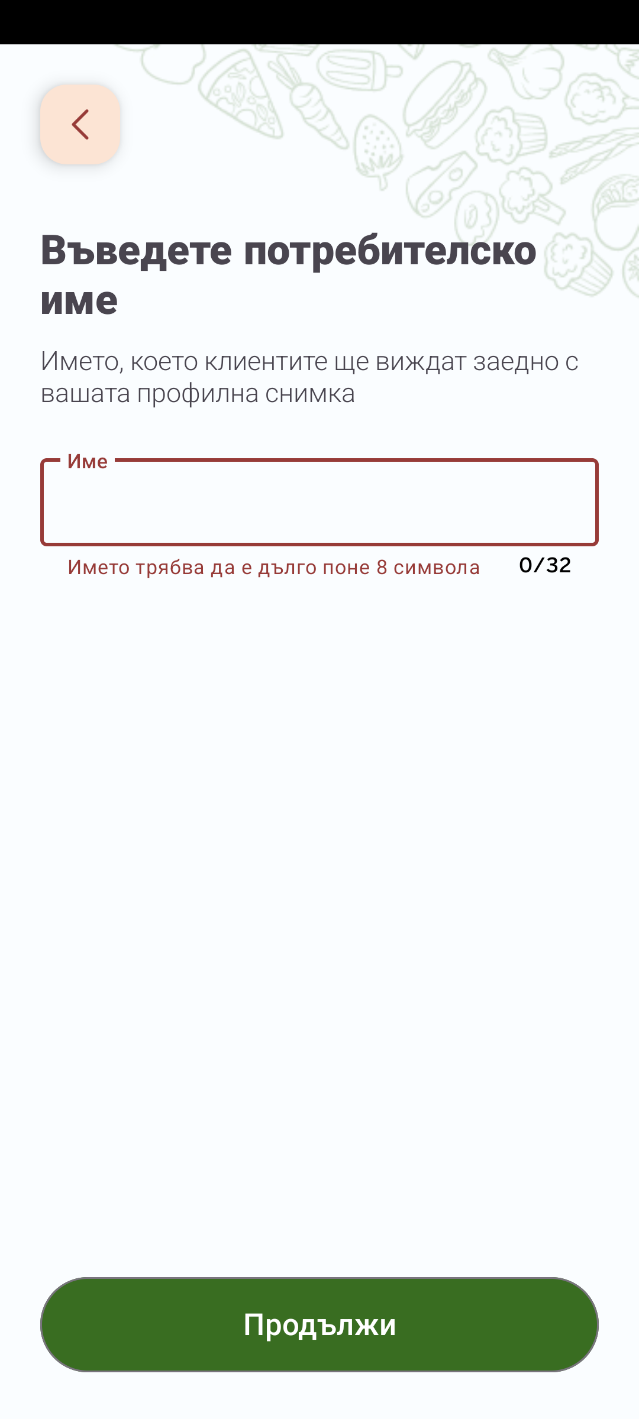 Въведете потребителско
име
Името, което клиентите ще виждат заедно с
вашата профилна снимка
Име
Името трябва да е дълго поне 8 символа 0/32
Продължи